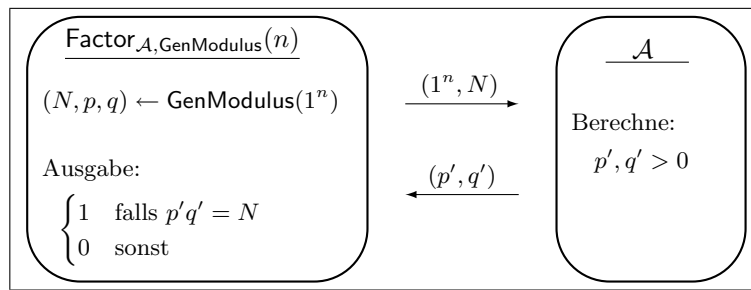 Factor_{𝒜,GenModulus}(n)
(N, p, q) ← GenModulus(1^n)
Ausgabe:
{1 falls p′q′ = N
0 sonst
(1^n, N)
(p′, q′)
𝒜
Berechne:
p′, q′ > 0